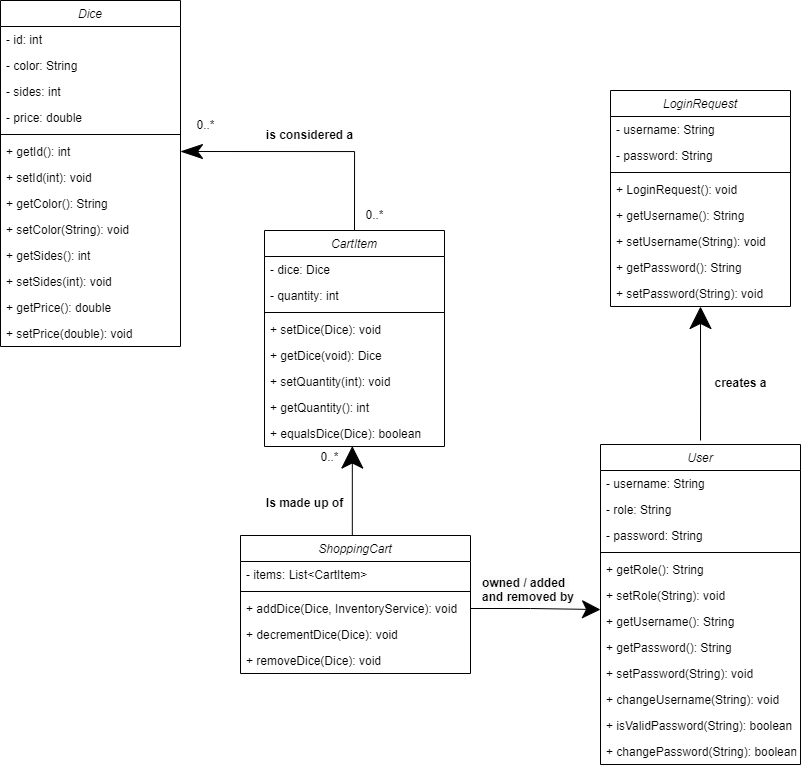 Dice
- id: int
- color: String
- sides: int
- price: double
+ getId(): int
+ setId(int): void
+ getColor(): String
+ setColor(String): void
+ getSides(): int
+ setSides(int): void
+ getPrice(): double
+ setPrice(double): void
0..*
is considered a
0..*
CartItem
- dice: Dice
- quantity: int
+ setDice(Dice): void
+ getDice(void): Dice
+ setQuantity(int): void
+ getQuantity(): int
+ equalsDice(Dice): boolean
0..*
Is made up of
ShoppingCart
- items: List<CartItem>
+ addDice(Dice, InventoryService): void
+ decrementDice(Dice): void
+ removeDice(Dice): void
owned / added
and removed by
LoginRequest
- username: String
- password: String
+ LoginRequest(): void
+ getUsername(): String
+ setUsername(String): void
+ getPassword(): String
+ setPassword(String): void
creates a
User
- username: String
- role: String
- password: String
+ getRole(): String
+ setRole(String): void
+ getUsername(): String
+ getPassword(): String
+ setPassword(String): void
+ changeUsername(String): void
+ isValidPassword(String): boolean
+ changePassword(String): boolean